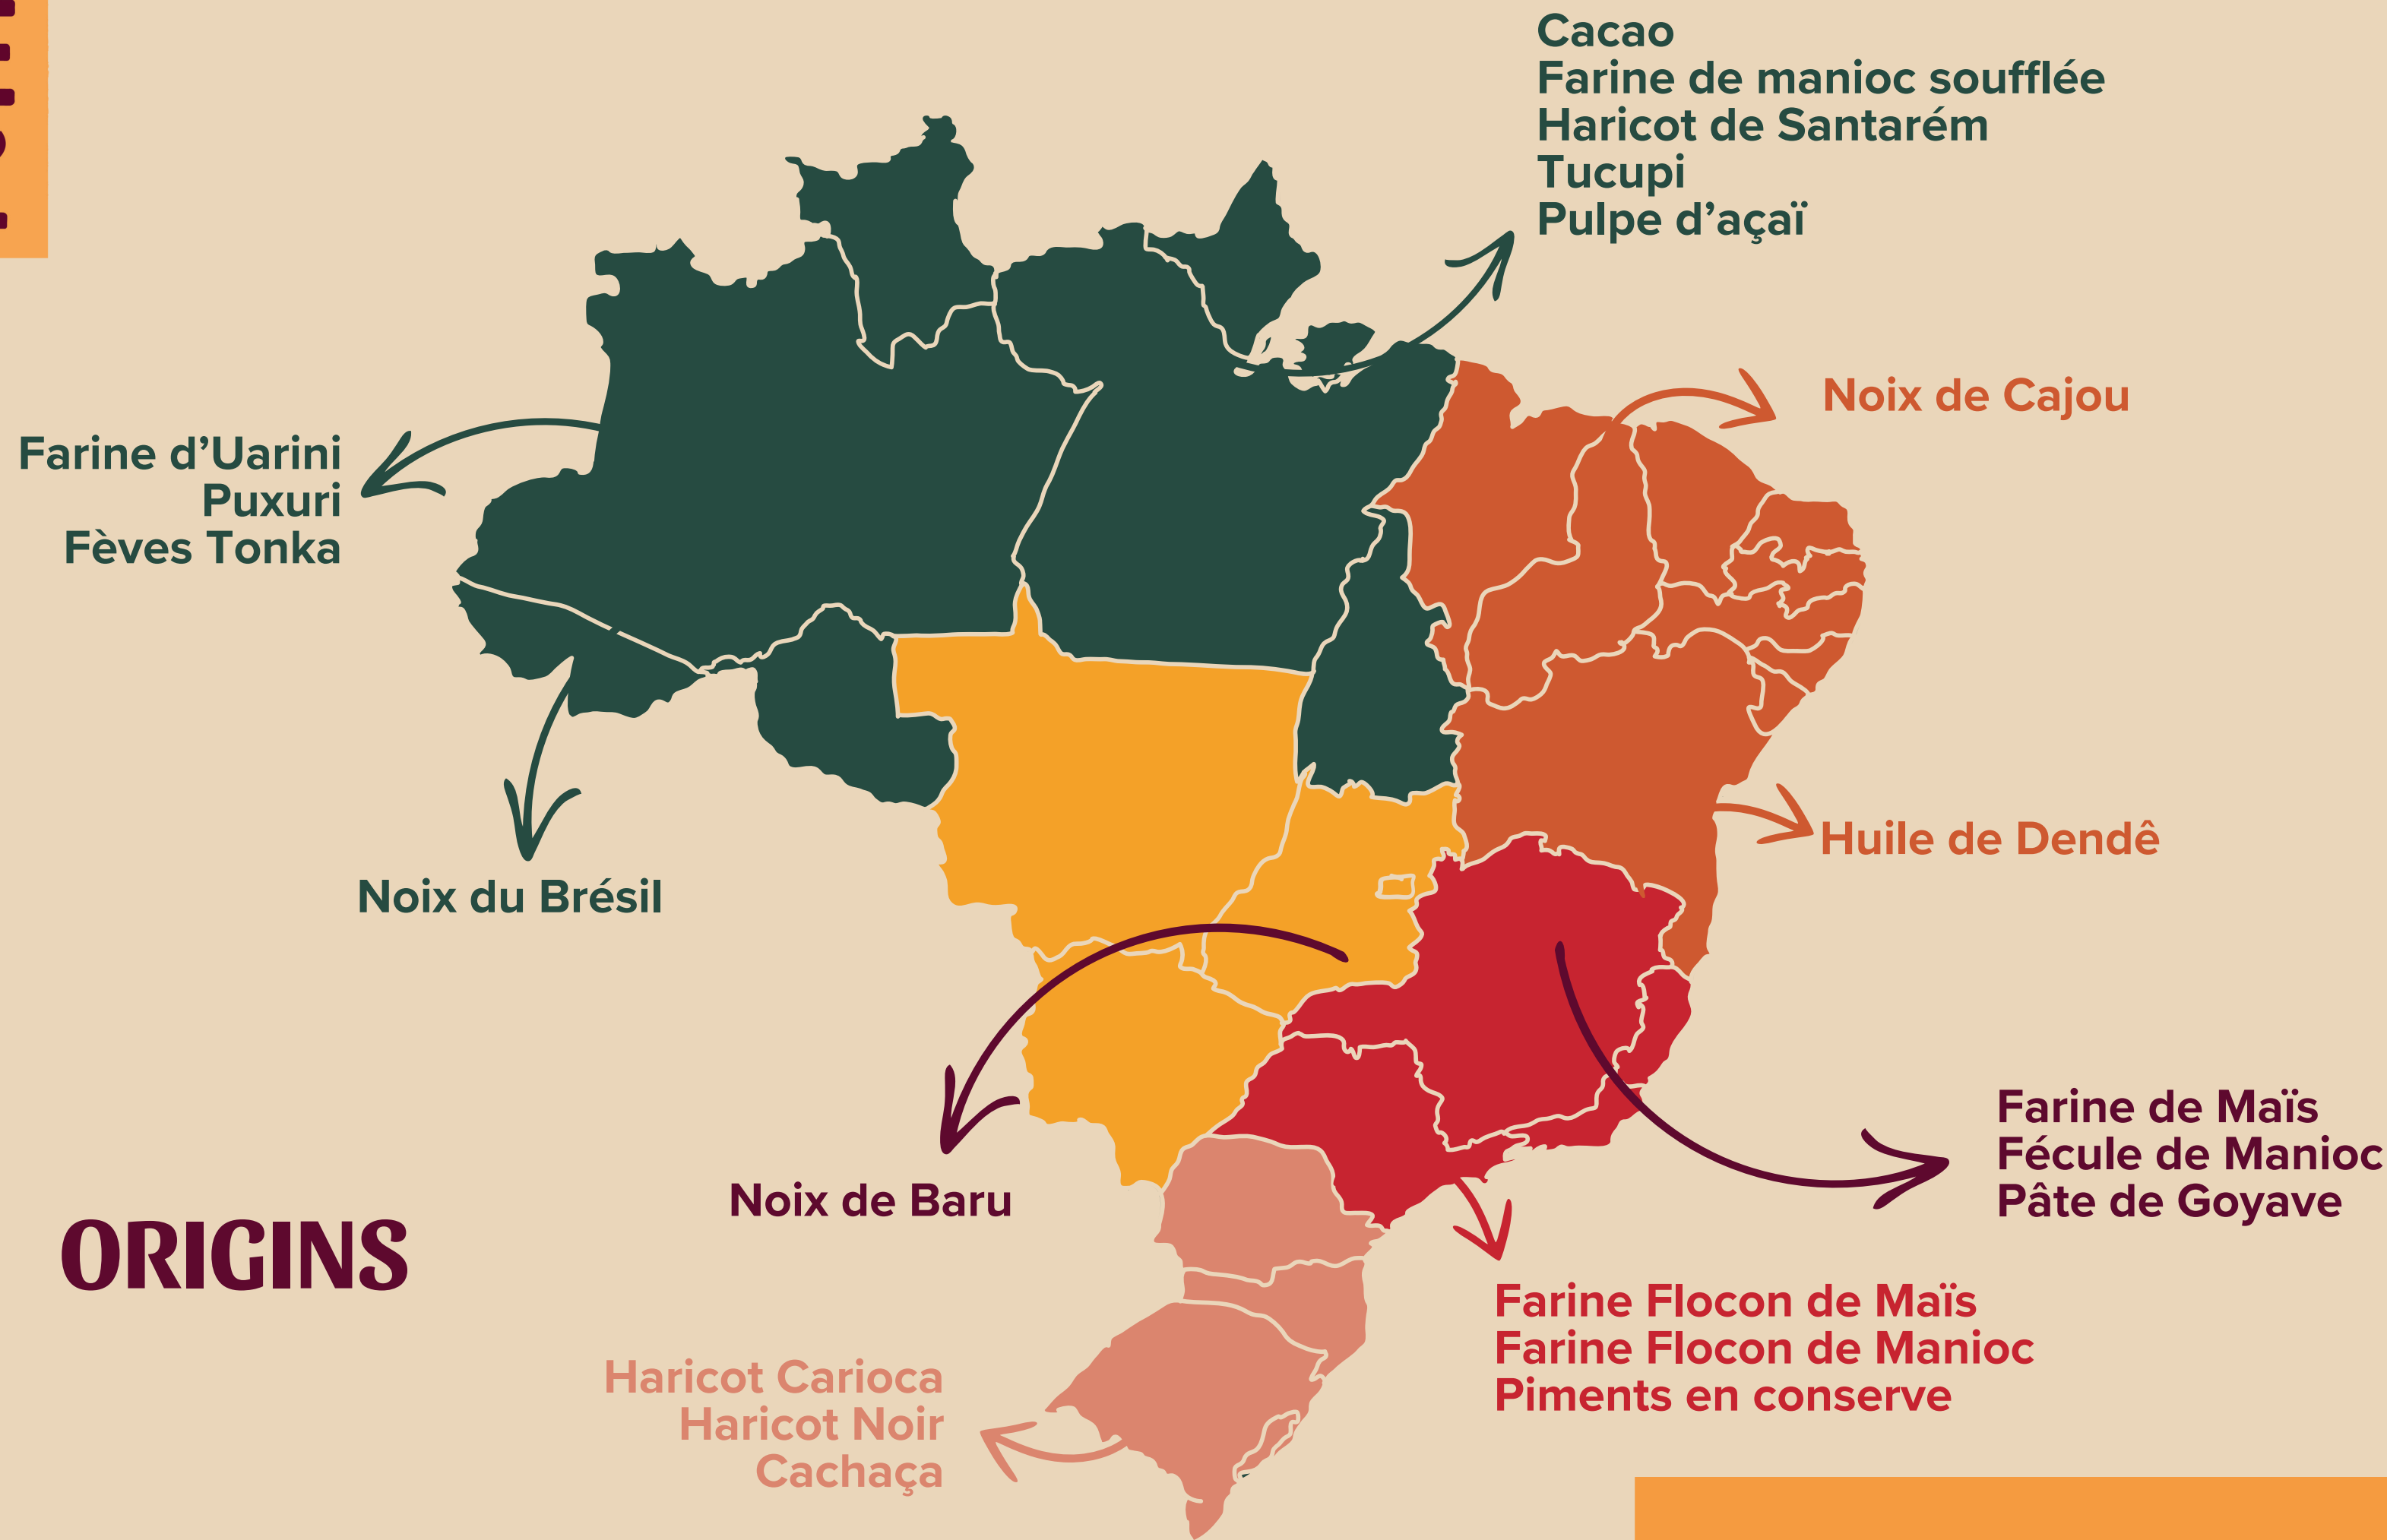 Cacao
Farine de manioc soufflée
Haricot de Santarém
Tucupi
Pulpe d’açaï
Noix de Cajou
Farine d’Uarini
Puxuri
Fèves Tonka
Huile de Dendê
Noix du Brésil
Farine de Maïs
Fécule de Manioc
Pâte de Goyave
Noix de Baru
ORIGINS
Farine Flocon de Maïs
Farine Flocon de Manioc
Piments en conserve
Haricot Carioca
Haricot Noir
Cachaça